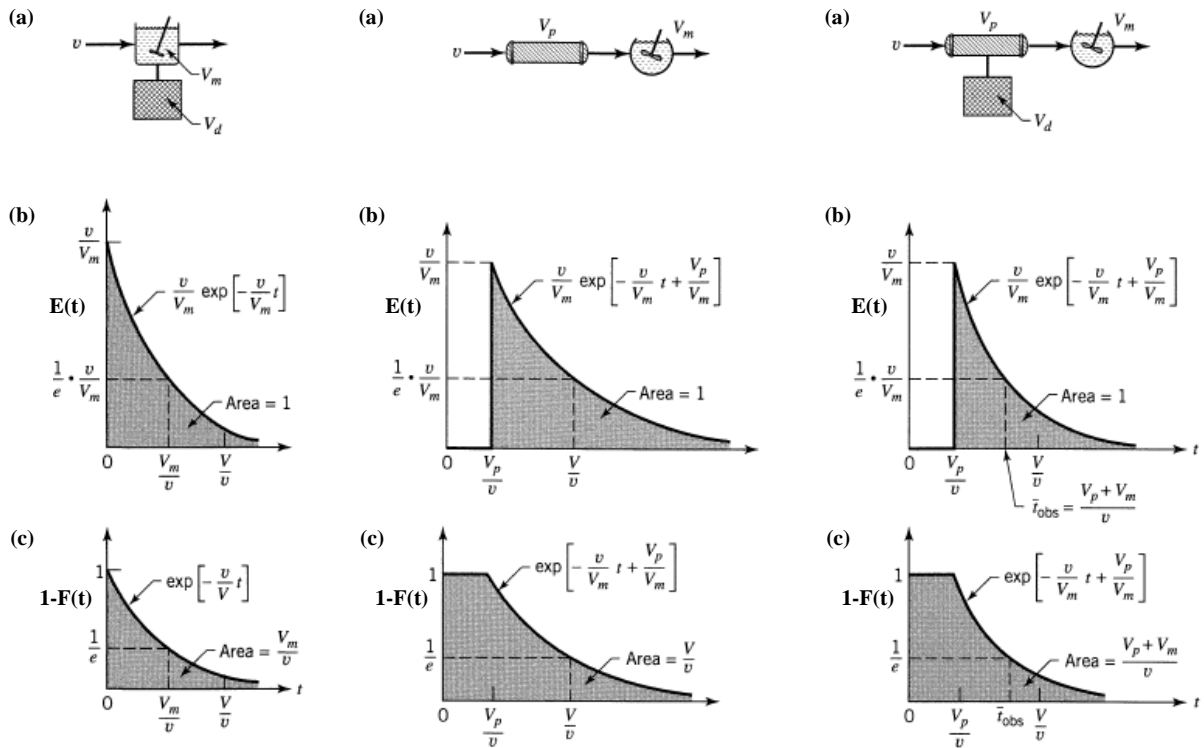 (a)
υ
V_m
V_d
(a)
V_p
V_m
υ
(a)
V_p
V_m
υ
V_d
(b)
E(t)
υ/V_m
υ/V_m exp[-υ/V_m t]
1/e · υ/V_m
Area = 1
0 V_m/υ V/υ
(b)
E(t)
υ/V_m
υ/V_m exp[-υ/V_m t + V_p/V_m]
1/e · υ/V_m
Area = 1
0 V_p/υ V/υ
(b)
E(t)
υ/V_m
υ/V_m exp[-υ/V_m t + V_p/V_m]
1/e · υ/V_m
Area = 1
0 V_p/υ V/υ t
t̄_obs = V_p + V_m/υ
(c)
1-F(t)
1
exp[-υ/V t]
1/e
Area = V_m/υ
0 V_m/υ V/υ t
(c)
1-F(t)
1
exp[-υ/V_m t + V_p/V_m]
1/e
Area = V/υ
0 V_p/υ V/υ
(c)
1-F(t)
1
exp[-υ/V_m t + V_p/V_m]
1/e
Area = V_p + V_m/υ
0 V_p/υ t̄_obs V/υ t